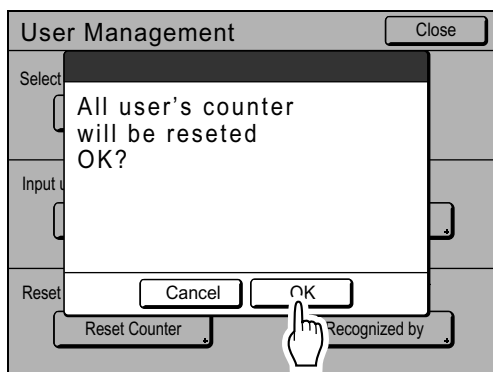 User Management
Close
Select
All user's counter
will be reseted
OK?
Input
Reset
Cancel
OK
Reset Counter
Recognized by